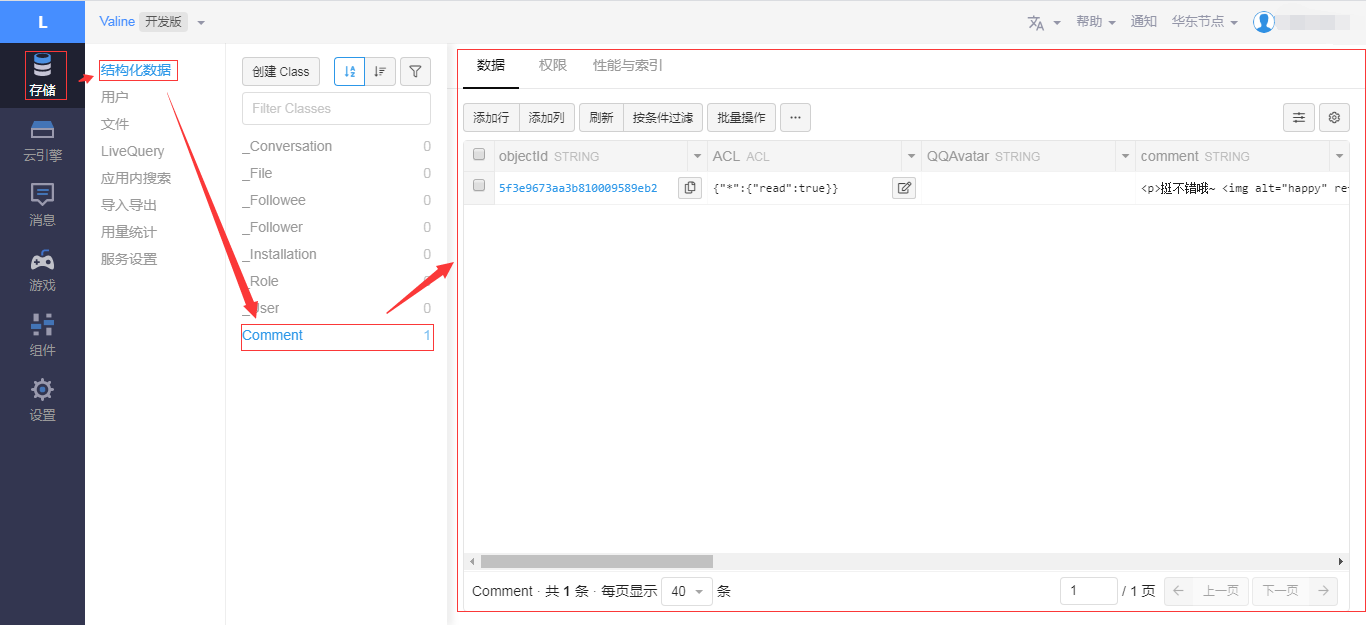 L
Valine 开发版
帮助 通知 华东节点
存储
云引擎
消息
游戏
组件
设置
结构化数据
用户
文件
LiveQuery
应用内搜索
导入导出
用量统计
服务设置
创建 Class
Filter Classes
_Conversation 0
_File 0
_Followee 0
_Follower 0
_Installation 0
_Role 0
_User 0
Comment 1
数据 权限 性能与索引
添加行 添加列 刷新 按条件过滤 批量操作 ...
objectId STRING ACL ACL QQAvatar STRING comment STRING
5f3e9673aa3b810009589eb2 {"*":{"read":true}} <p>挺不错哦~ <img alt="happy" re
Comment · 共 1 条 · 每页显示 40 条 1 / 1 页 上一页 下一页